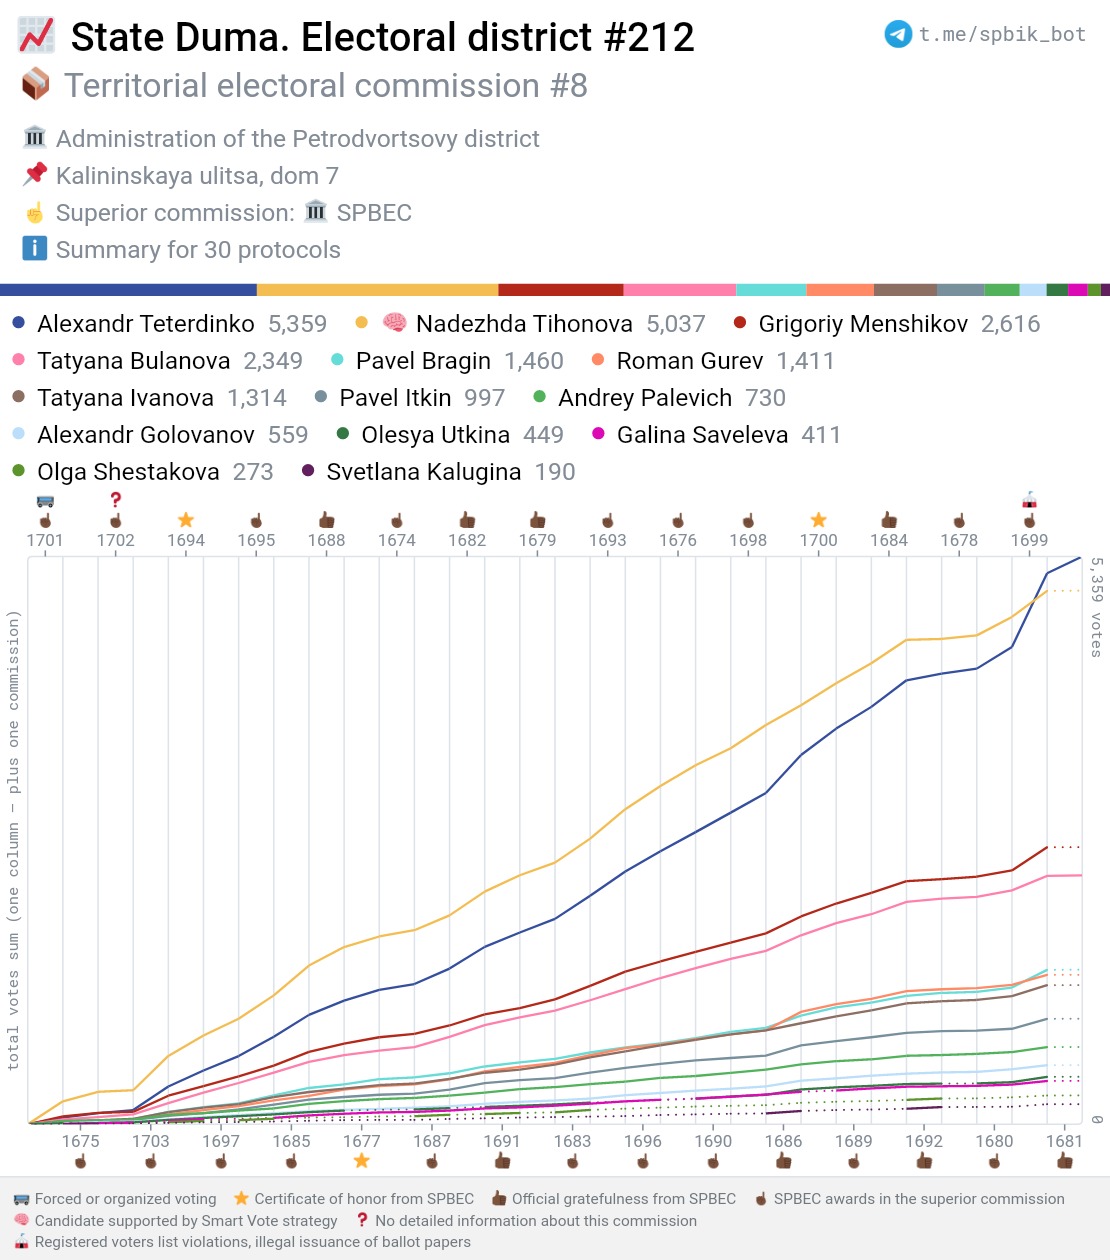 State Duma. Electoral district #212
t.me/spbik_bot
Territorial electoral commission #8
Administration of the Petrodvortsovy district
Kalininskaya ulitsa, dom 7
Superior commission: SPBEC
Summary for 30 protocols
Alexandr Teterdinko 5,359 Nadezhda Tihonova 5,037 Grigoriy Menshikov 2,616
Tatyana Bulanova 2,349 Pavel Bragin 1,460 Roman Gurev 1,411
Tatyana Ivanova 1,314 Pavel Itkin 997 Andrey Palevich 730
Alexandr Golovanov 559 Olesya Utkina 449 Galina Saveleva 411
Olga Shestakova 273 Svetlana Kalugina 190
1701 1702 1694 1695 1688 1674 1682 1679 1693 1676 1698 1700 1684 1678 1699
5,359 votes
total votes sum (one column – plus one commission)
0
1675 1703 1697 1685 1677 1687 1691 1683 1696 1690 1686 1689 1692 1680 1681
Forced or organized voting Certificate of honor from SPBEC Official gratefulness from SPBEC SPBEC awards in the superior commission
Candidate supported by Smart Vote strategy No detailed information about this commission
Registered voters list violations, illegal issuance of ballot papers